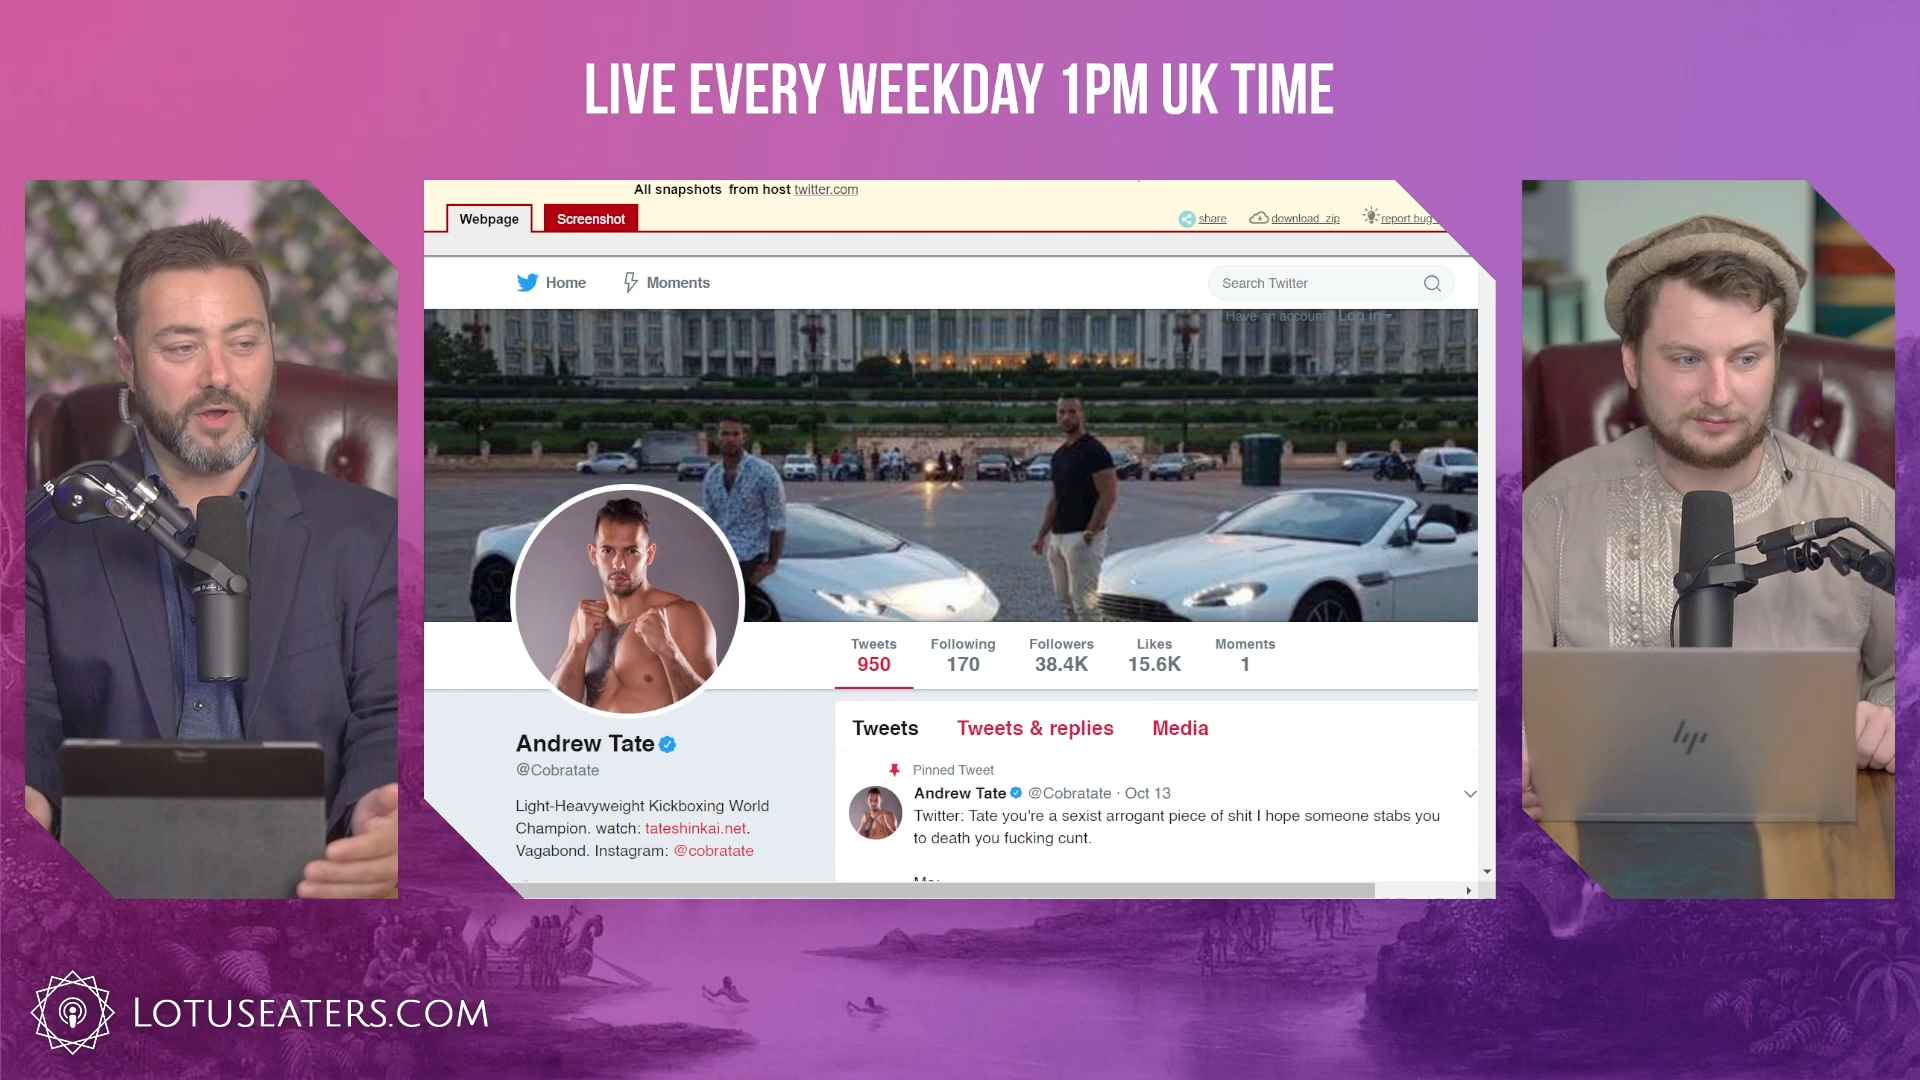 LIVE EVERY WEEKDAY 1PM UK TIME
All snapshots from host twitter.com
Webpage
Screenshot
share
download .zip
report bug
Home
Moments
Search Twitter
Have an account? Log in
Tweets
Following
Followers
Likes
Moments
950
170
38.4K
15.6K
1
Tweets
Tweets & replies
Media
Andrew Tate
@Cobratate
Light-Heavyweight Kickboxing World
Champion. watch: tateshinkai.net.
Vagabond. Instagram: @cobratate
Pinned Tweet
Andrew Tate @Cobratate · Oct 13
Twitter: Tate you're a sexist arrogant piece of shit I hope someone stabs you
to death you fucking cunt.
hp
LOTUSEATERS.COM